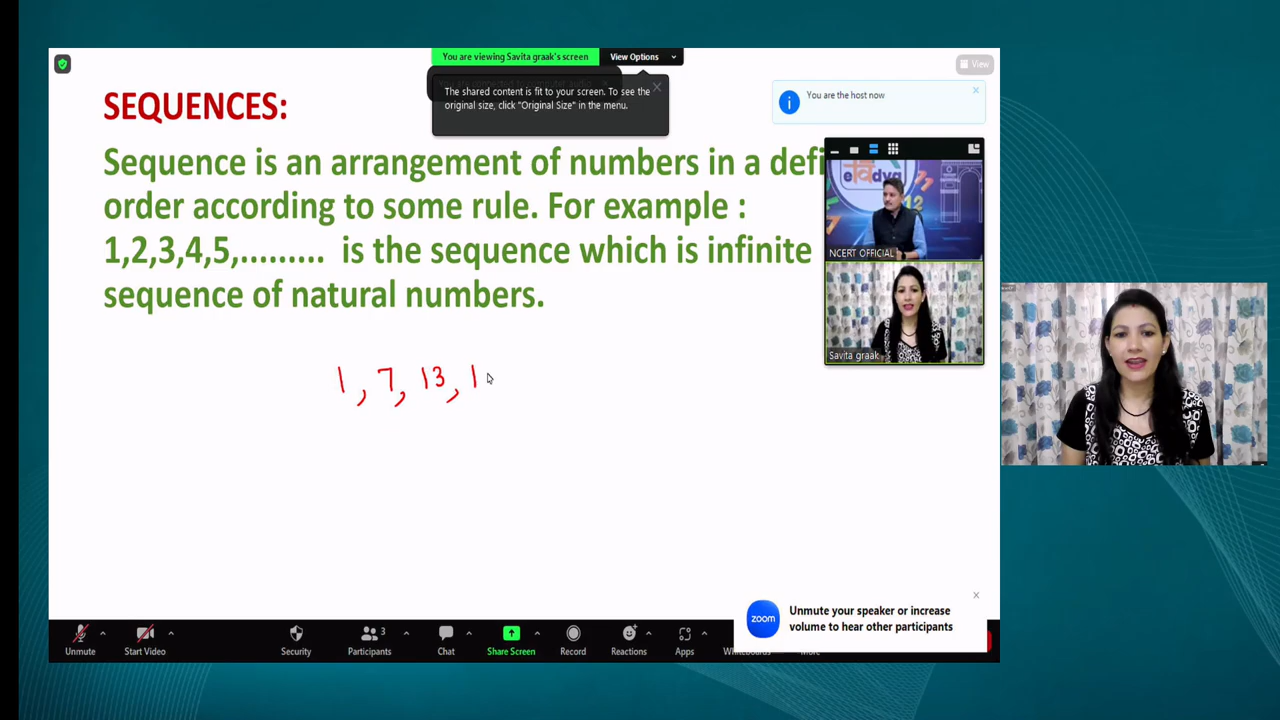 You are viewing Savita graak's screen
View Options
View
The shared content is fit to your screen. To see the
original size, click "Original Size" in the menu.
You are the host now
SEQUENCES:
Sequence is an arrangement of numbers in a defi
order according to some rule. For example :
1,2,3,4,5,......... is the sequence which is infinite
sequence of natural numbers.
NCERT OFFICIAL
Savita graak
1, 7, 13, 1
zoom
Unmute your speaker or increase
volume to hear other participants
Unmute
Start Video
Security
Participants 3
Chat
Share Screen
Record
Reactions
Apps